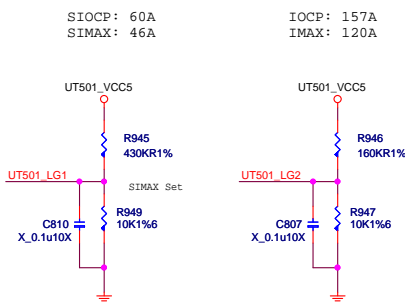 SIOCP: 60A
SIMAX: 46A
IOCP: 157A
IMAX: 120A
UT501_VCC5
R945
430KR1%
UT501_LG1
SIMAX Set
C810
X_0.1u10X
R949
10K1%6
UT501_VCC5
R946
160KR1%
UT501_LG2
C807
X_0.1u10X
R947
10K1%6